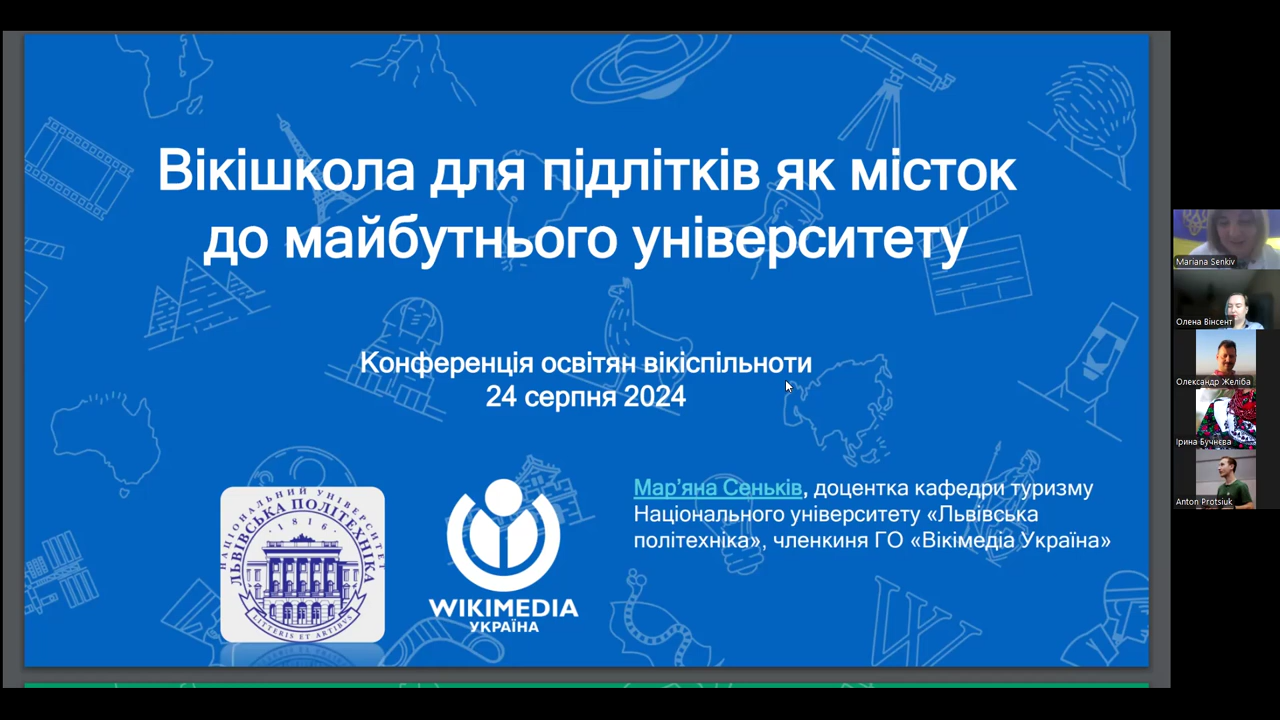 Вікішкола для підлітків як місток
до майбутнього університету
Конференція освітян вікіспільноти
24 серпня 2024
Мар’яна Сеньків, доцентка кафедри туризму
Національного університету «Львівська
політехніка», членкиня ГО «Вікімедіа Україна»
НАЦІОНАЛЬНИЙ УНІВЕРСИТЕТ
ЛЬВІВСЬКА ПОЛІТЕХНІКА
1816
LITTERIS ET ARTIBUS
WIKIMEDIA
УКРАЇНА
W
Mariana Senkiv
Олена Вінсент
Олександр Желіба
Ірина Бучнєва
Anton Protsiuk